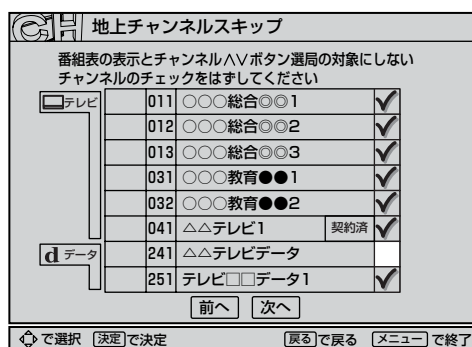 CH 地上チャンネルスキップ
番組表の表示とチャンネル∧∨ボタン選局の対象にしない
チャンネルのチェックをはずしてください
テレビ
011 ○○○総合◎◎1
012 ○○○総合◎◎2
013 ○○○総合◎◎3
031 ○○○教育●●1
032 ○○○教育●●2
041 △△テレビ1 契約済
d データ
241 △△テレビデータ
251 テレビ□□データ1
前へ 次へ
で選択 決定で決定 戻るで戻る メニューで終了